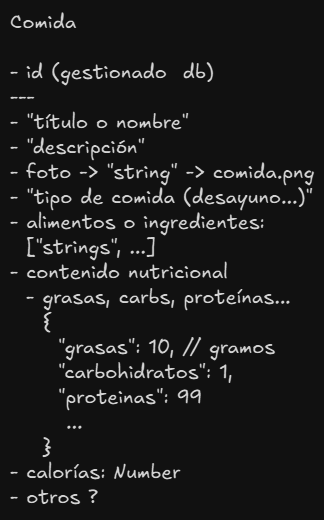 Comida
- id (gestionado db)
---
- "título o nombre"
- "descripción"
- foto -> "string" -> comida.png
- "tipo de comida (desayuno...)"
- alimentos o ingredientes:
["strings", ...]
- contenido nutricional
- grasas, carbs, proteínas...
{
"grasas": 10, // gramos
"carbohidratos": 1,
"proteinas": 99
...
}
- calorías: Number
- otros ?